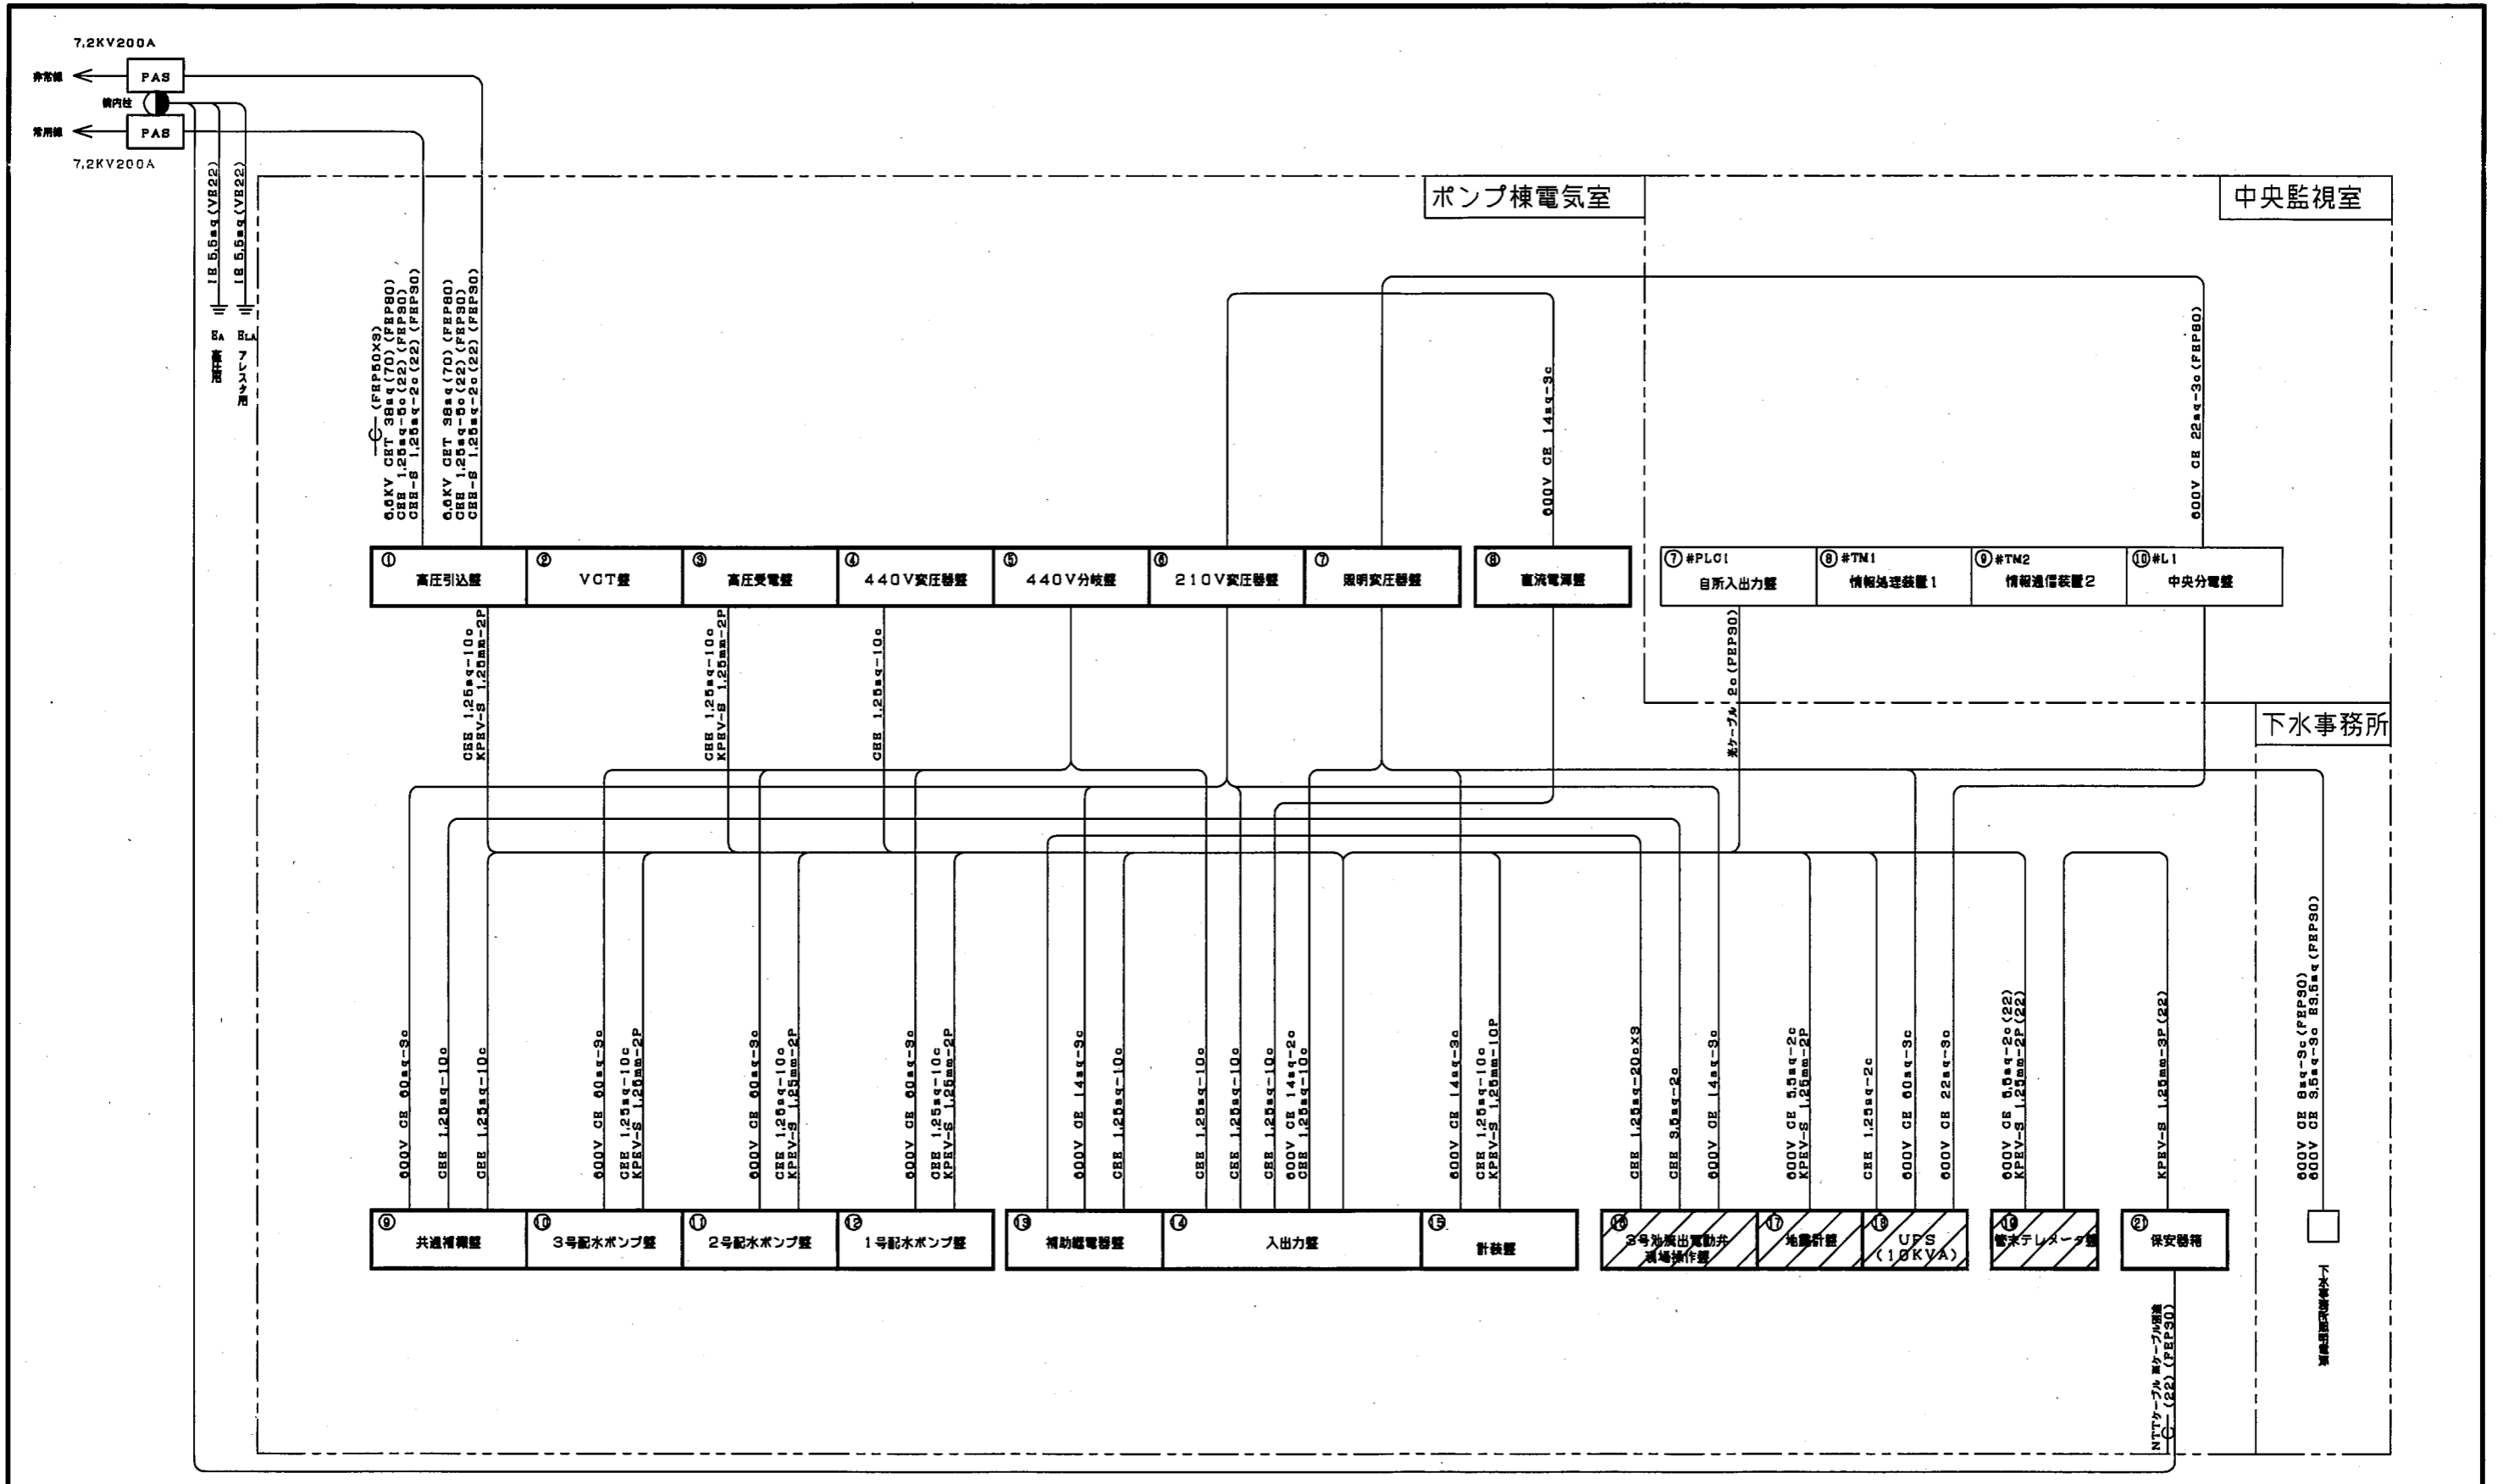 7.2KV200A
非常線
PAS
構内柱
常用線
PAS
7.2KV200A
IE 5.5sq(VE22)
IE 5.5sq(VE22)
EA 高圧用
ELA アレスタ用
ポンプ棟電気室
中央監視室
下水事務所
(FEP50X3)
6.6KV CET 38sq(70)(FEP80)
CEE 1.25sq-5c(22)(FEP30)
CEE-S 1.25sq-2c(22)(FEP30)
6.6KV CET 38sq(70)(FEP80)
CEE 1.25sq-5c(22)(FEP30)
CEE-S 1.25sq-2c(22)(FEP30)
600V CE 14sq-3c
600V CE 22sq-3c(FEP80)
① 高圧引込盤
② VCT盤
③ 高圧受電盤
④ 440V変圧器盤
⑤ 440V分岐盤
⑥ 210V変圧器盤
⑦ 照明変圧器盤
⑧ 直流電源盤
⑦ #PLC1
自所入出力盤
⑧ #TM1
情報処理装置1
⑨ #TM2
情報通信装置2
⑩ #L1
中央分電盤
CEE 1.25sq-10c
KPEV-S 1.25mm-2P
CEE 1.25sq-10c
KPEV-S 1.25mm-2P
CEE 1.25sq-10c
光ケーブル 2c(FEP30)
600V CE 60sq-3c
CEE 1.25sq-10c
CEE 1.25sq-10c
600V CE 60sq-3c
CEE 1.25sq-10c
KPEV-S 1.25mm-2P
600V CE 60sq-3c
CEE 1.25sq-10c
KPEV-S 1.25mm-2P
600V CE 60sq-3c
CEE 1.25sq-10c
KPEV-S 1.25mm-2P
600V CE 14sq-3c
CEE 1.25sq-10c
CEE 1.25sq-10c
CEE 1.25sq-10c
CEE 1.25sq-10c
600V CE 14sq-2c
CEE 1.25sq-10c
600V CE 14sq-3c
CEE 1.25sq-10c
KPEV-S 1.25mm-10P
CEE 1.25sq-20cX3
CEE 3.5sq-2c
600V CE 14sq-3c
600V CE 5.5sq-2c
KPEV-S 1.25mm-2P
CEE 1.25sq-2c
600V CE 60sq-3c
600V CE 22sq-3c
600V CE 5.5sq-2c(22)
KPEV-S 1.25mm-2P(22)
KPEV-S 1.25mm-3P(22)
600V CE 8sq-3c(FEP30)
600V CE 3.5sq-3c E3.5sq(FEP30)
⑨ 共通補機盤
⑩ 3号配水ポンプ盤
⑪ 2号配水ポンプ盤
⑫ 1号配水ポンプ盤
⑬ 補助継電器盤
⑭ 入出力盤
⑮ 計装盤
⑯ 3号池流出電動弁
現場操作盤
⑰ 地震計盤
⑱ UPS
(10KVA)
⑲ 管末テレメータ盤
㉑ 保安器箱
NTTケーブル 光ケーブル別途
(22)(FEP30)